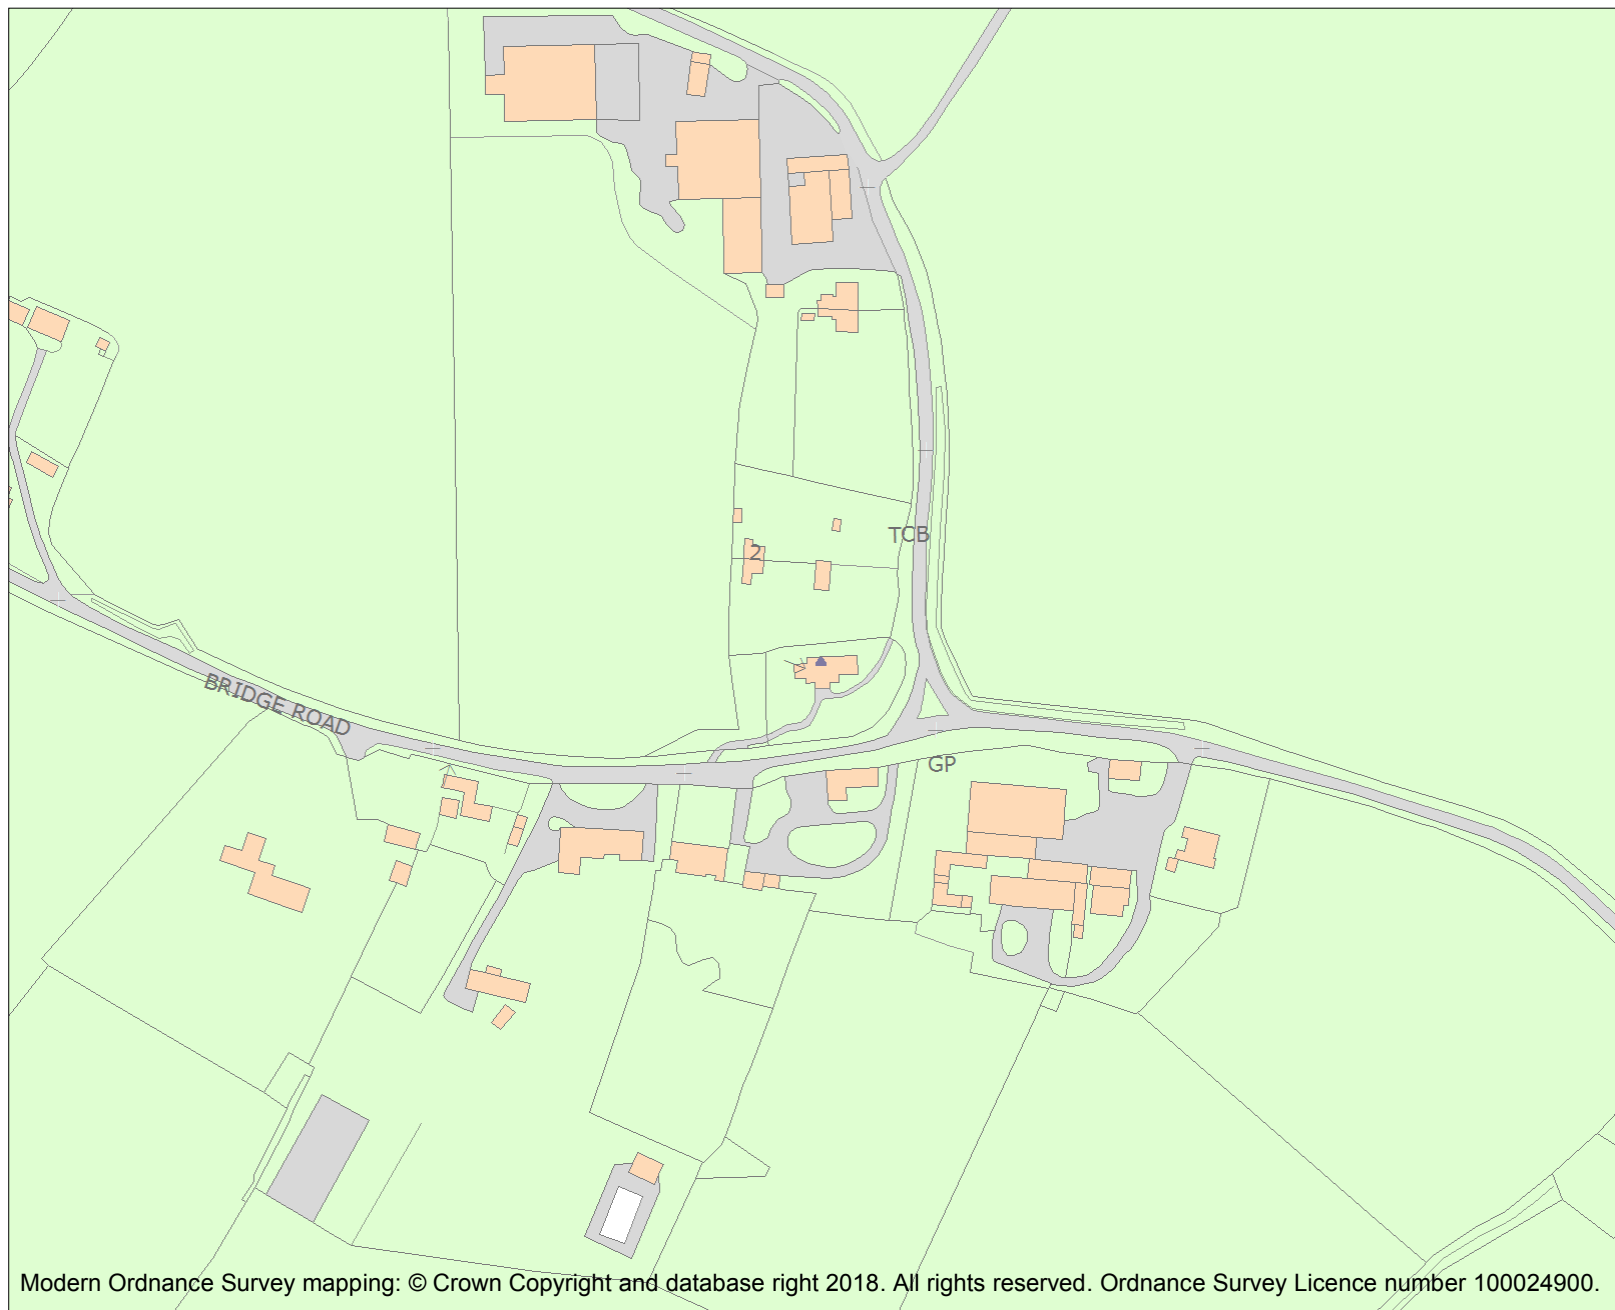 TCB
2
BRIDGE ROAD
GP
Modern Ordnance Survey mapping: © Crown Copyright and database right 2018. All rights reserved. Ordnance Survey Licence number 100024900.